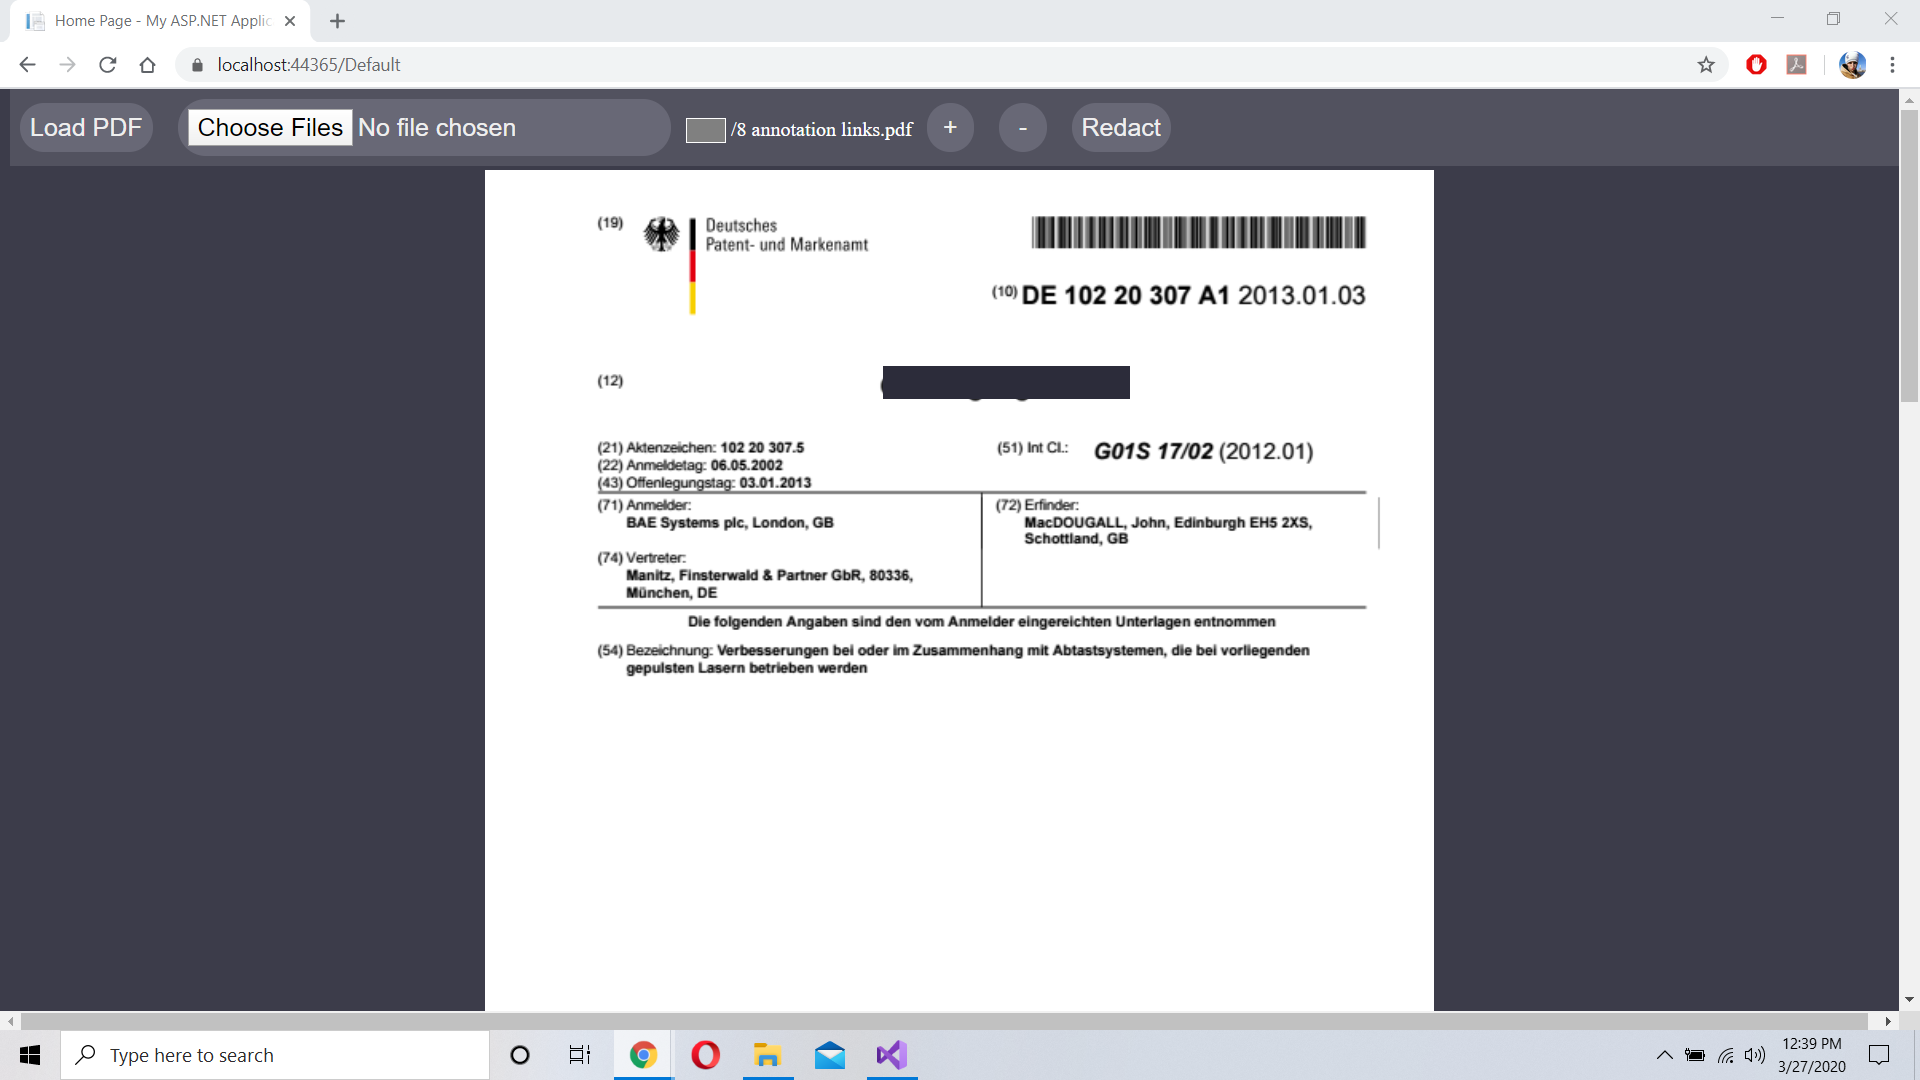 Home Page - My ASP.NET Applic
localhost:44365/Default
Load PDF
Choose Files No file chosen
/8 annotation links.pdf
+
-
Redact
(19)
Deutsches
Patent- und Markenamt
(10) DE 102 20 307 A1 2013.01.03
(12)
(21) Aktenzeichen: 102 20 307.5
(22) Anmeldetag: 06.05.2002
(43) Offenlegungstag: 03.01.2013
(51) Int Cl.: G01S 17/02 (2012.01)
(71) Anmelder:
BAE Systems plc, London, GB
(74) Vertreter:
Manitz, Finsterwald & Partner GbR, 80336,
München, DE
(72) Erfinder:
MacDOUGALL, John, Edinburgh EH5 2XS,
Schottland, GB
Die folgenden Angaben sind den vom Anmelder eingereichten Unterlagen entnommen
(54) Bezeichnung: Verbesserungen bei oder im Zusammenhang mit Abtastsystemen, die bei vorliegenden
gepulsten Lasern betrieben werden
Type here to search
12:39 PM
3/27/2020